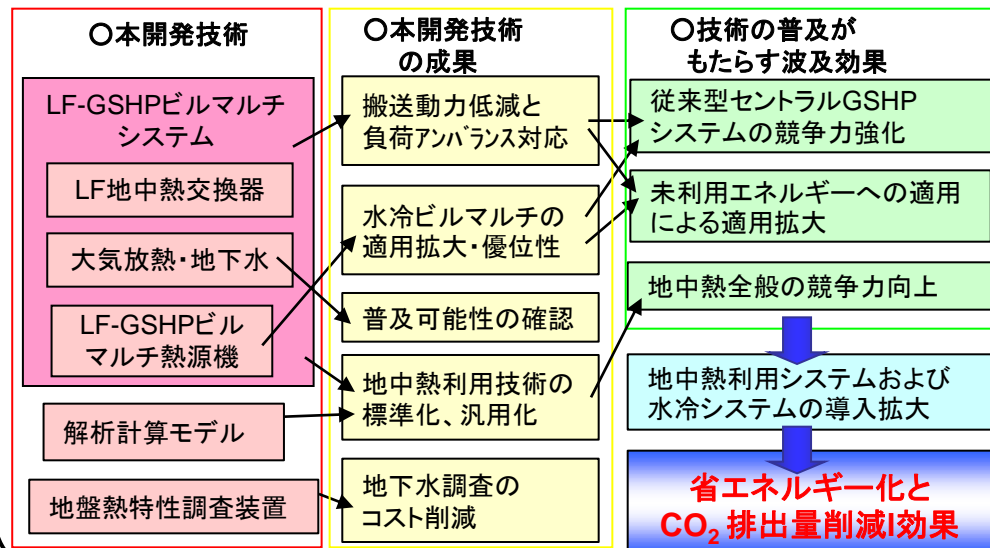 〇本開発技術
LF-GSHPビルマルチ
システム
LF地中熱交換器
大気放熱・地下水
LF-GSHPビル
マルチ熱源機
解析計算モデル
地盤熱特性調査装置
〇本開発技術
の成果
搬送動力低減と
負荷アンバランス対応
水冷ビルマルチの
適用拡大・優位性
普及可能性の確認
地中熱利用技術の
標準化、汎用化
地下水調査の
コスト削減
〇技術の普及が
もたらす波及効果
従来型セントラルGSHP
システムの競争力強化
未利用エネルギーへの適用
による適用拡大
地中熱全般の競争力向上
地中熱利用システムおよび
水冷システムの導入拡大
省エネルギー化と
CO₂排出量削減I効果